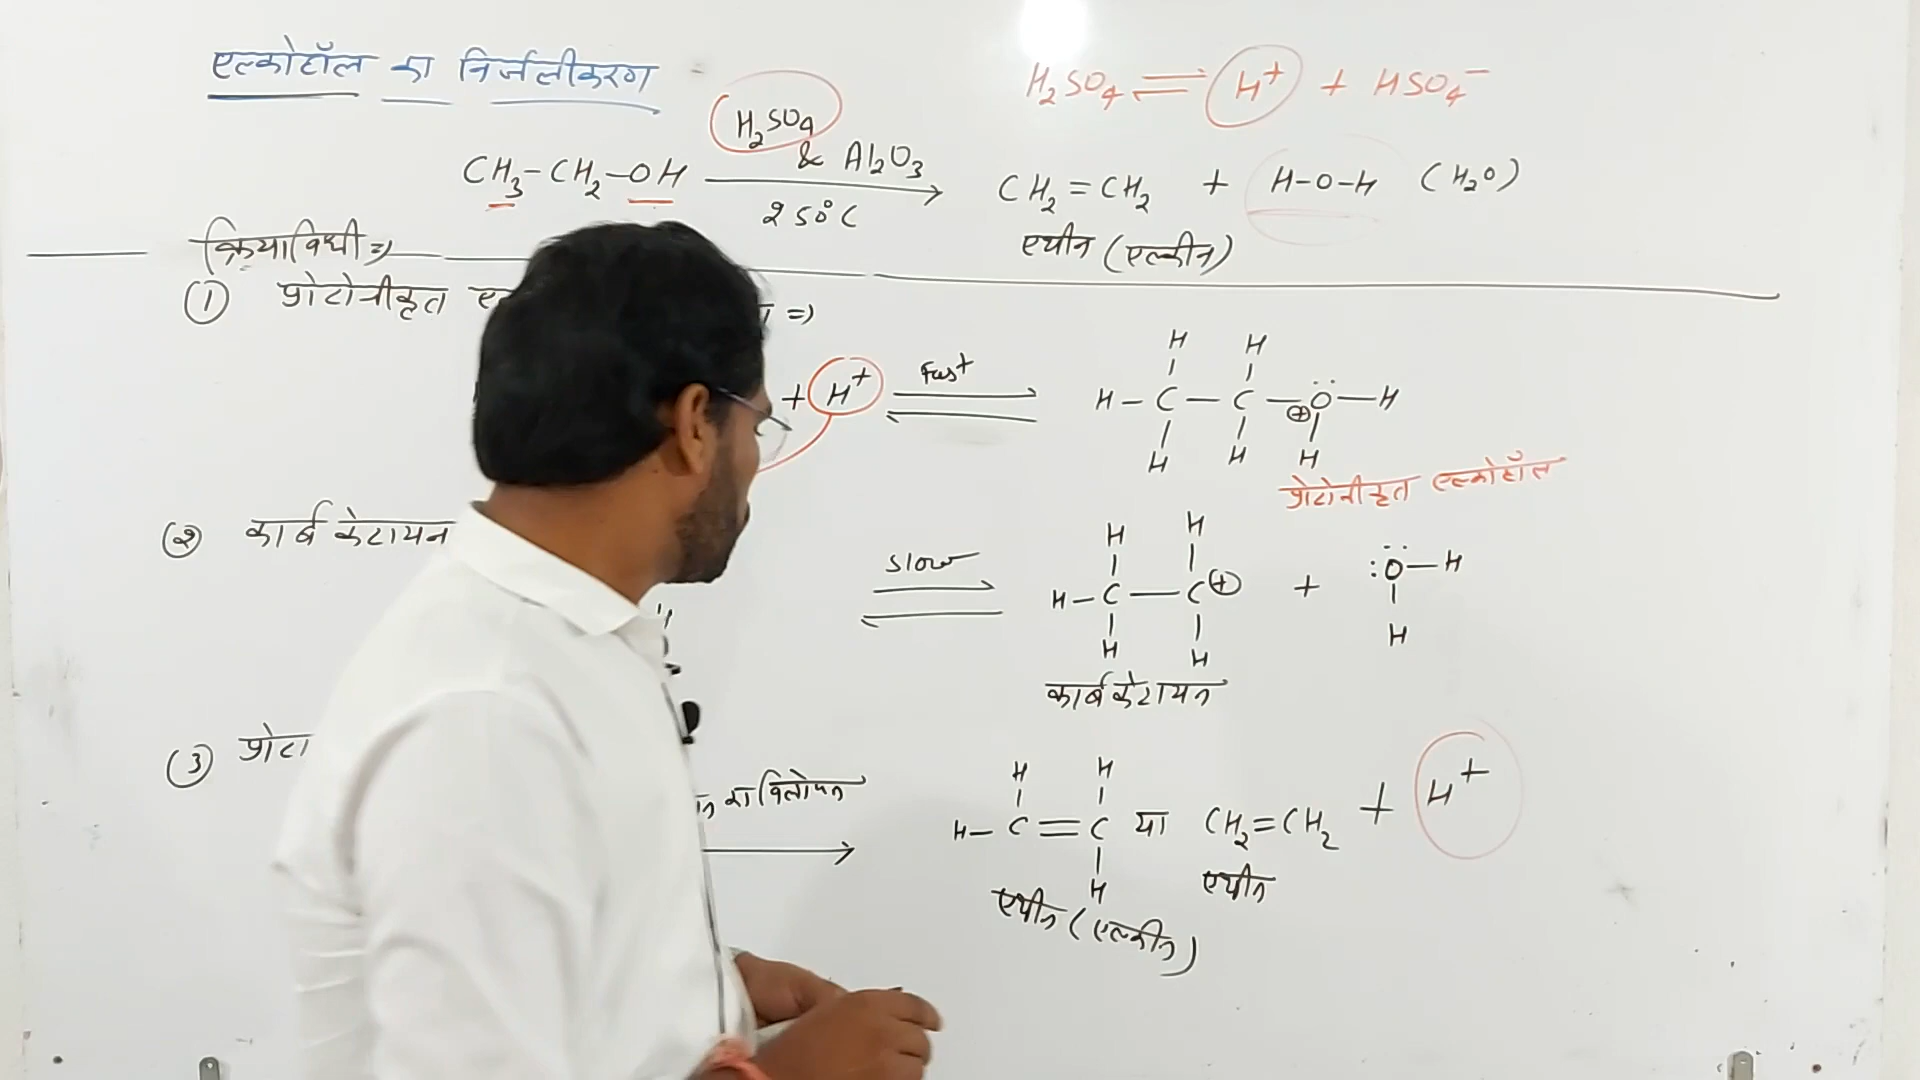 एल्कोहॉल का निर्जलीकरण
H₂SO₄ ⇌ H⁺ + HSO₄⁻
H₂SO₄
& Al₂O₃
CH₃-CH₂-OH ⟶ CH₂=CH₂ + H-O-H (H₂O)
250°C
एथीन (एल्कीन)
क्रियाविधी ⇒
① प्रोटोनीकृत ⇒
H H
+ H⁺ ⇌ H-C-C-O-H
Fast
⊕
H H H
प्रोटोनीकृत एल्कोहॉल
② कार्बकेटायन
H H
Slow
⇌ H-C-C⊕ + :Ö-H
H H H
कार्बकेटायन
③
H H
का विलोपन
⟶ H-C=C या CH₂=CH₂ + H⁺
H
एथीन
एथीन (एल्कीन)